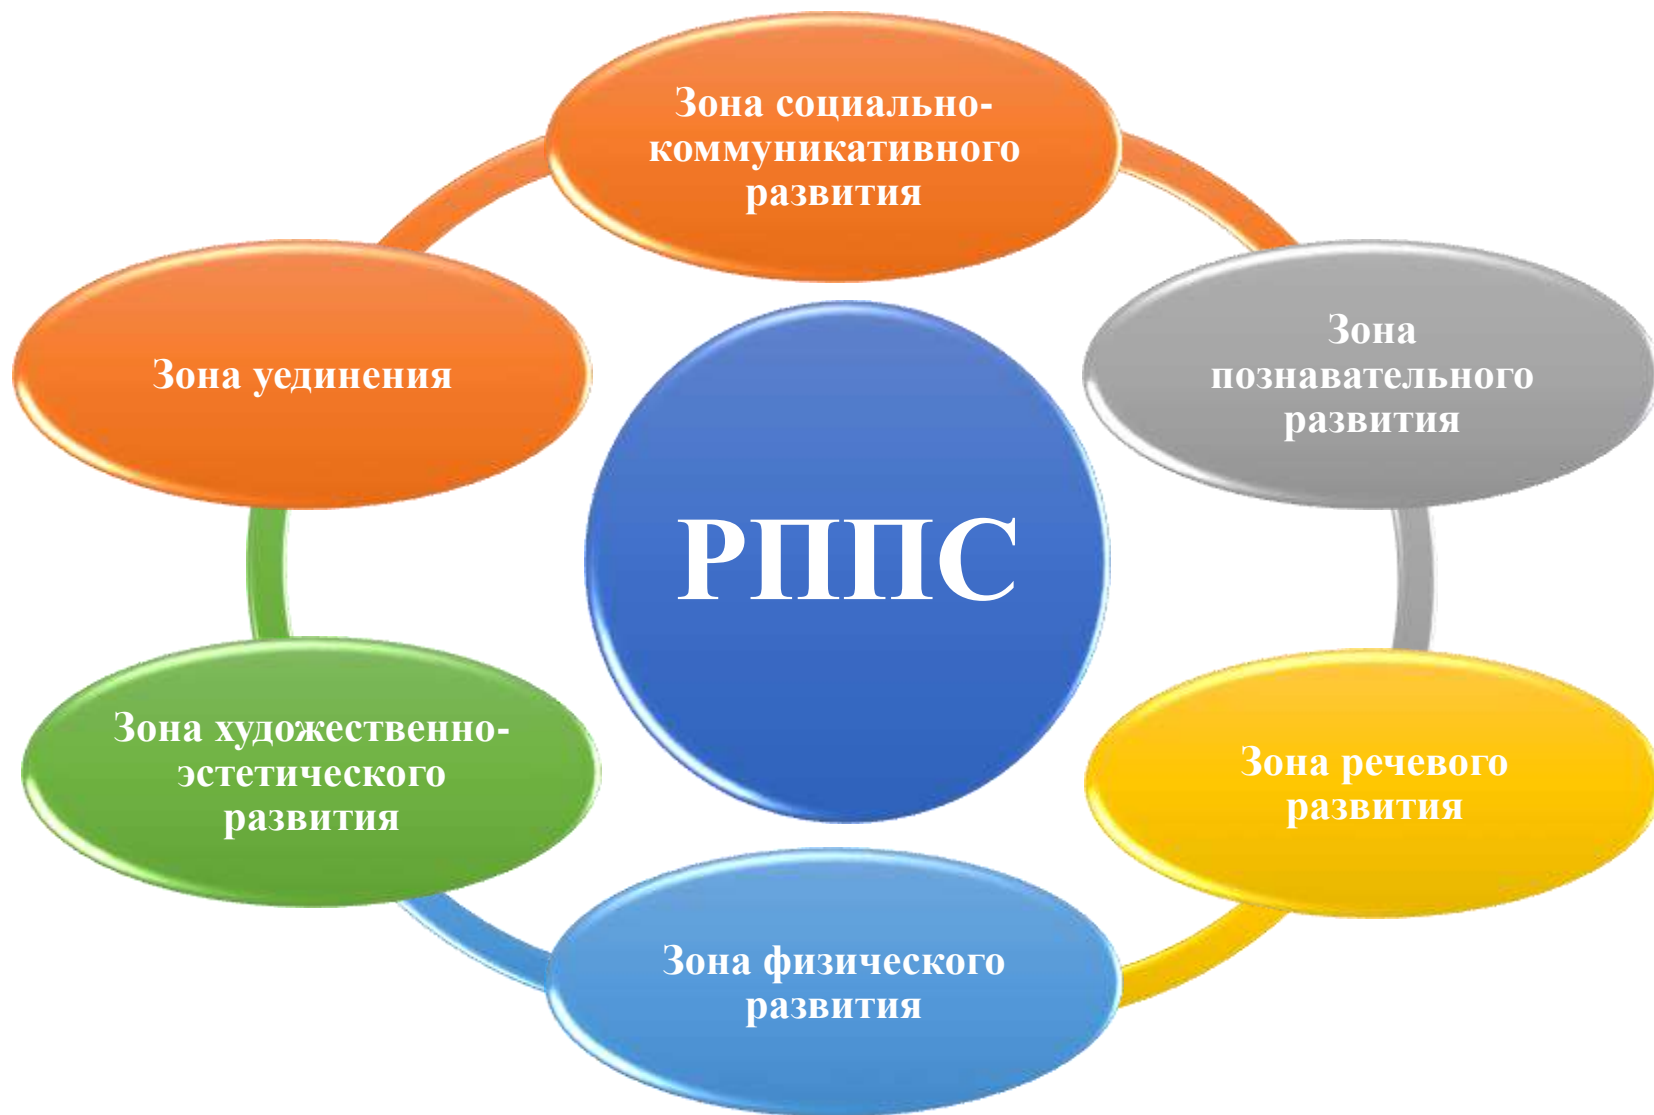 Зона социально-
коммуникативного
развития
Зона
познавательного
развития
Зона речевого
развития
Зона физического
развития
Зона художественно-
эстетического
развития
Зона уединения
РППС